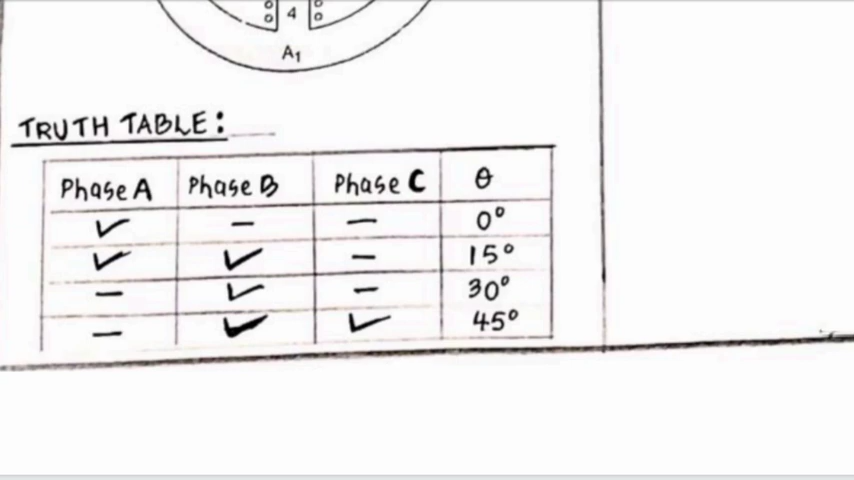 4
A1
TRUTH TABLE:
Phase A Phase B Phase C θ
✓ – – 0°
✓ ✓ – 15°
– ✓ – 30°
– ✓ ✓ 45°